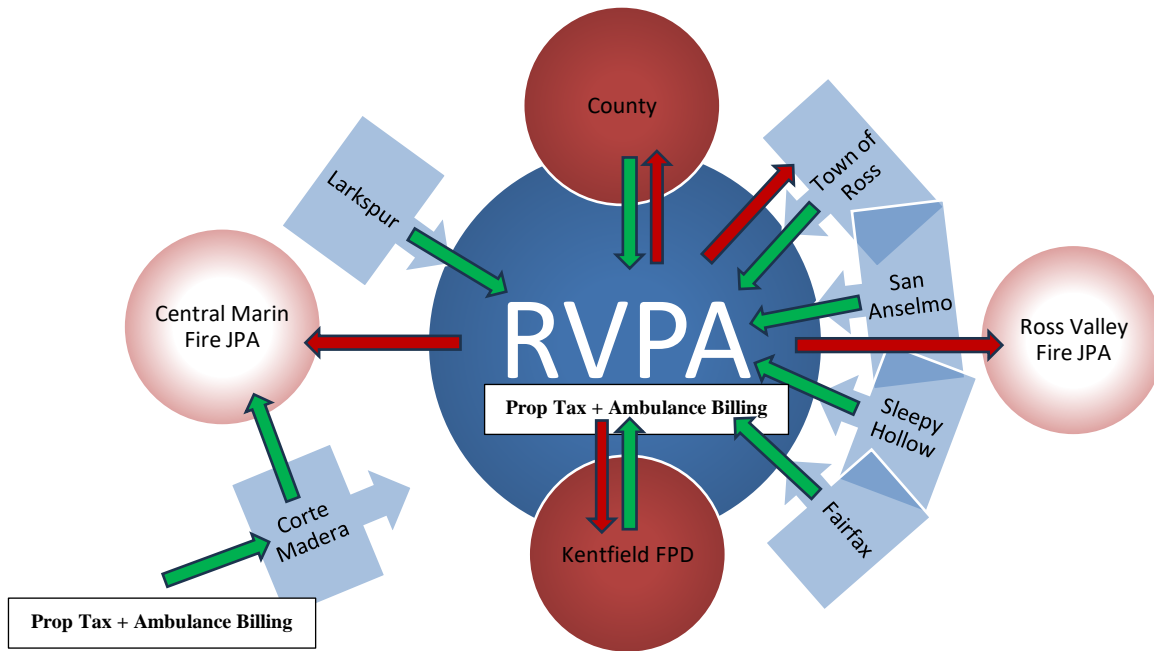 County
Town of
Ross
Larkspur
San
Anselmo
Central Marin
Fire JPA
RVPA
Ross Valley
Fire JPA
Prop Tax + Ambulance Billing
Sleepy
Hollow
Corte
Madera
Fairfax
Kentfield FPD
Prop Tax + Ambulance Billing